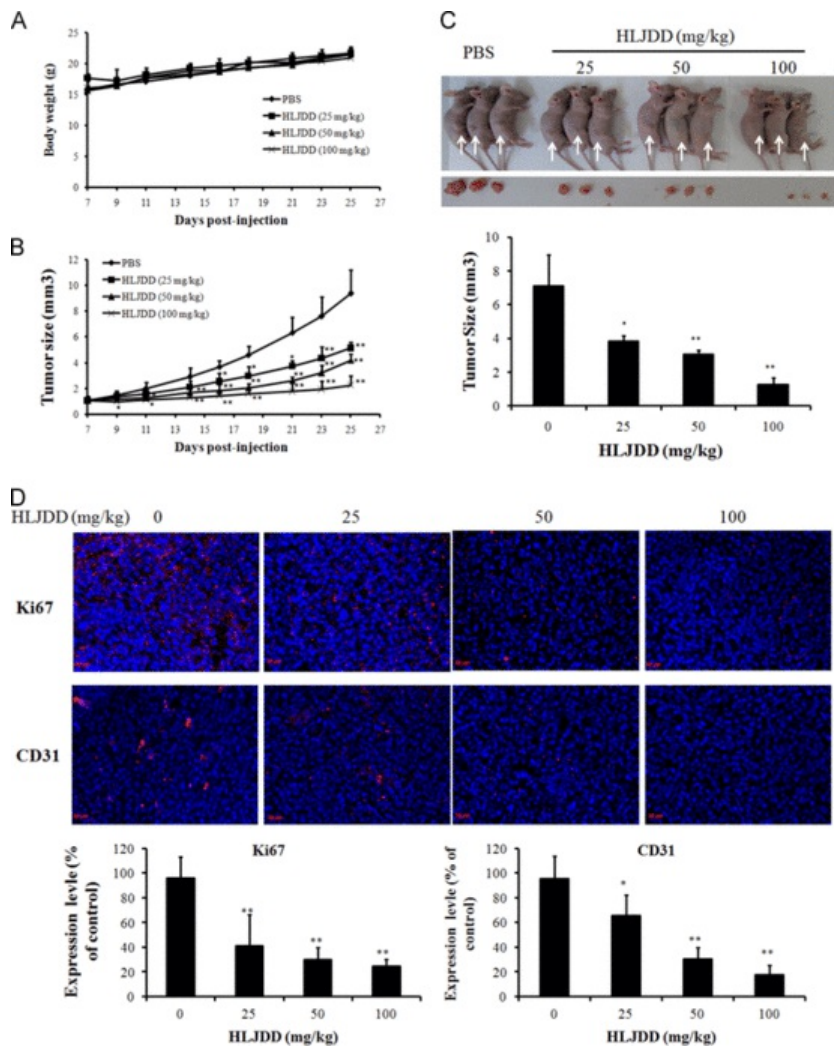 A
Body weight (g)
25
20
15
10
5
0
PBS
HLJDD (25 mg/kg)
HLJDD (50 mg/kg)
HLJDD (100 mg/kg)
7 9 11 13 15 17 19 21 23 25 27
Days post-injection
B
Tumor size (mm3)
12
10
8
6
4
2
0
PBS
HLJDD (25 mg/kg)
HLJDD (50 mg/kg)
HLJDD (100 mg/kg)
* * ** ** ** ** ** ** ** **
7 9 11 13 15 17 19 21 23 25 27
Days post-injection
C
HLJDD (mg/kg)
PBS
25 50 100
Tumor Size (mm3)
10
8
6
4
2
0
* ** **
0 25 50 100
HLJDD (mg/kg)
D
HLJDD (mg/kg) 0 25 50 100
Ki67
CD31
Ki67
Expression levle (%
of control)
120
100
80
60
40
20
0
** ** **
0 25 50 100
HLJDD (mg/kg)
CD31
Expression levle (% of
control)
120
100
80
60
40
20
0
* ** **
0 25 50 100
HLJDD (mg/kg)